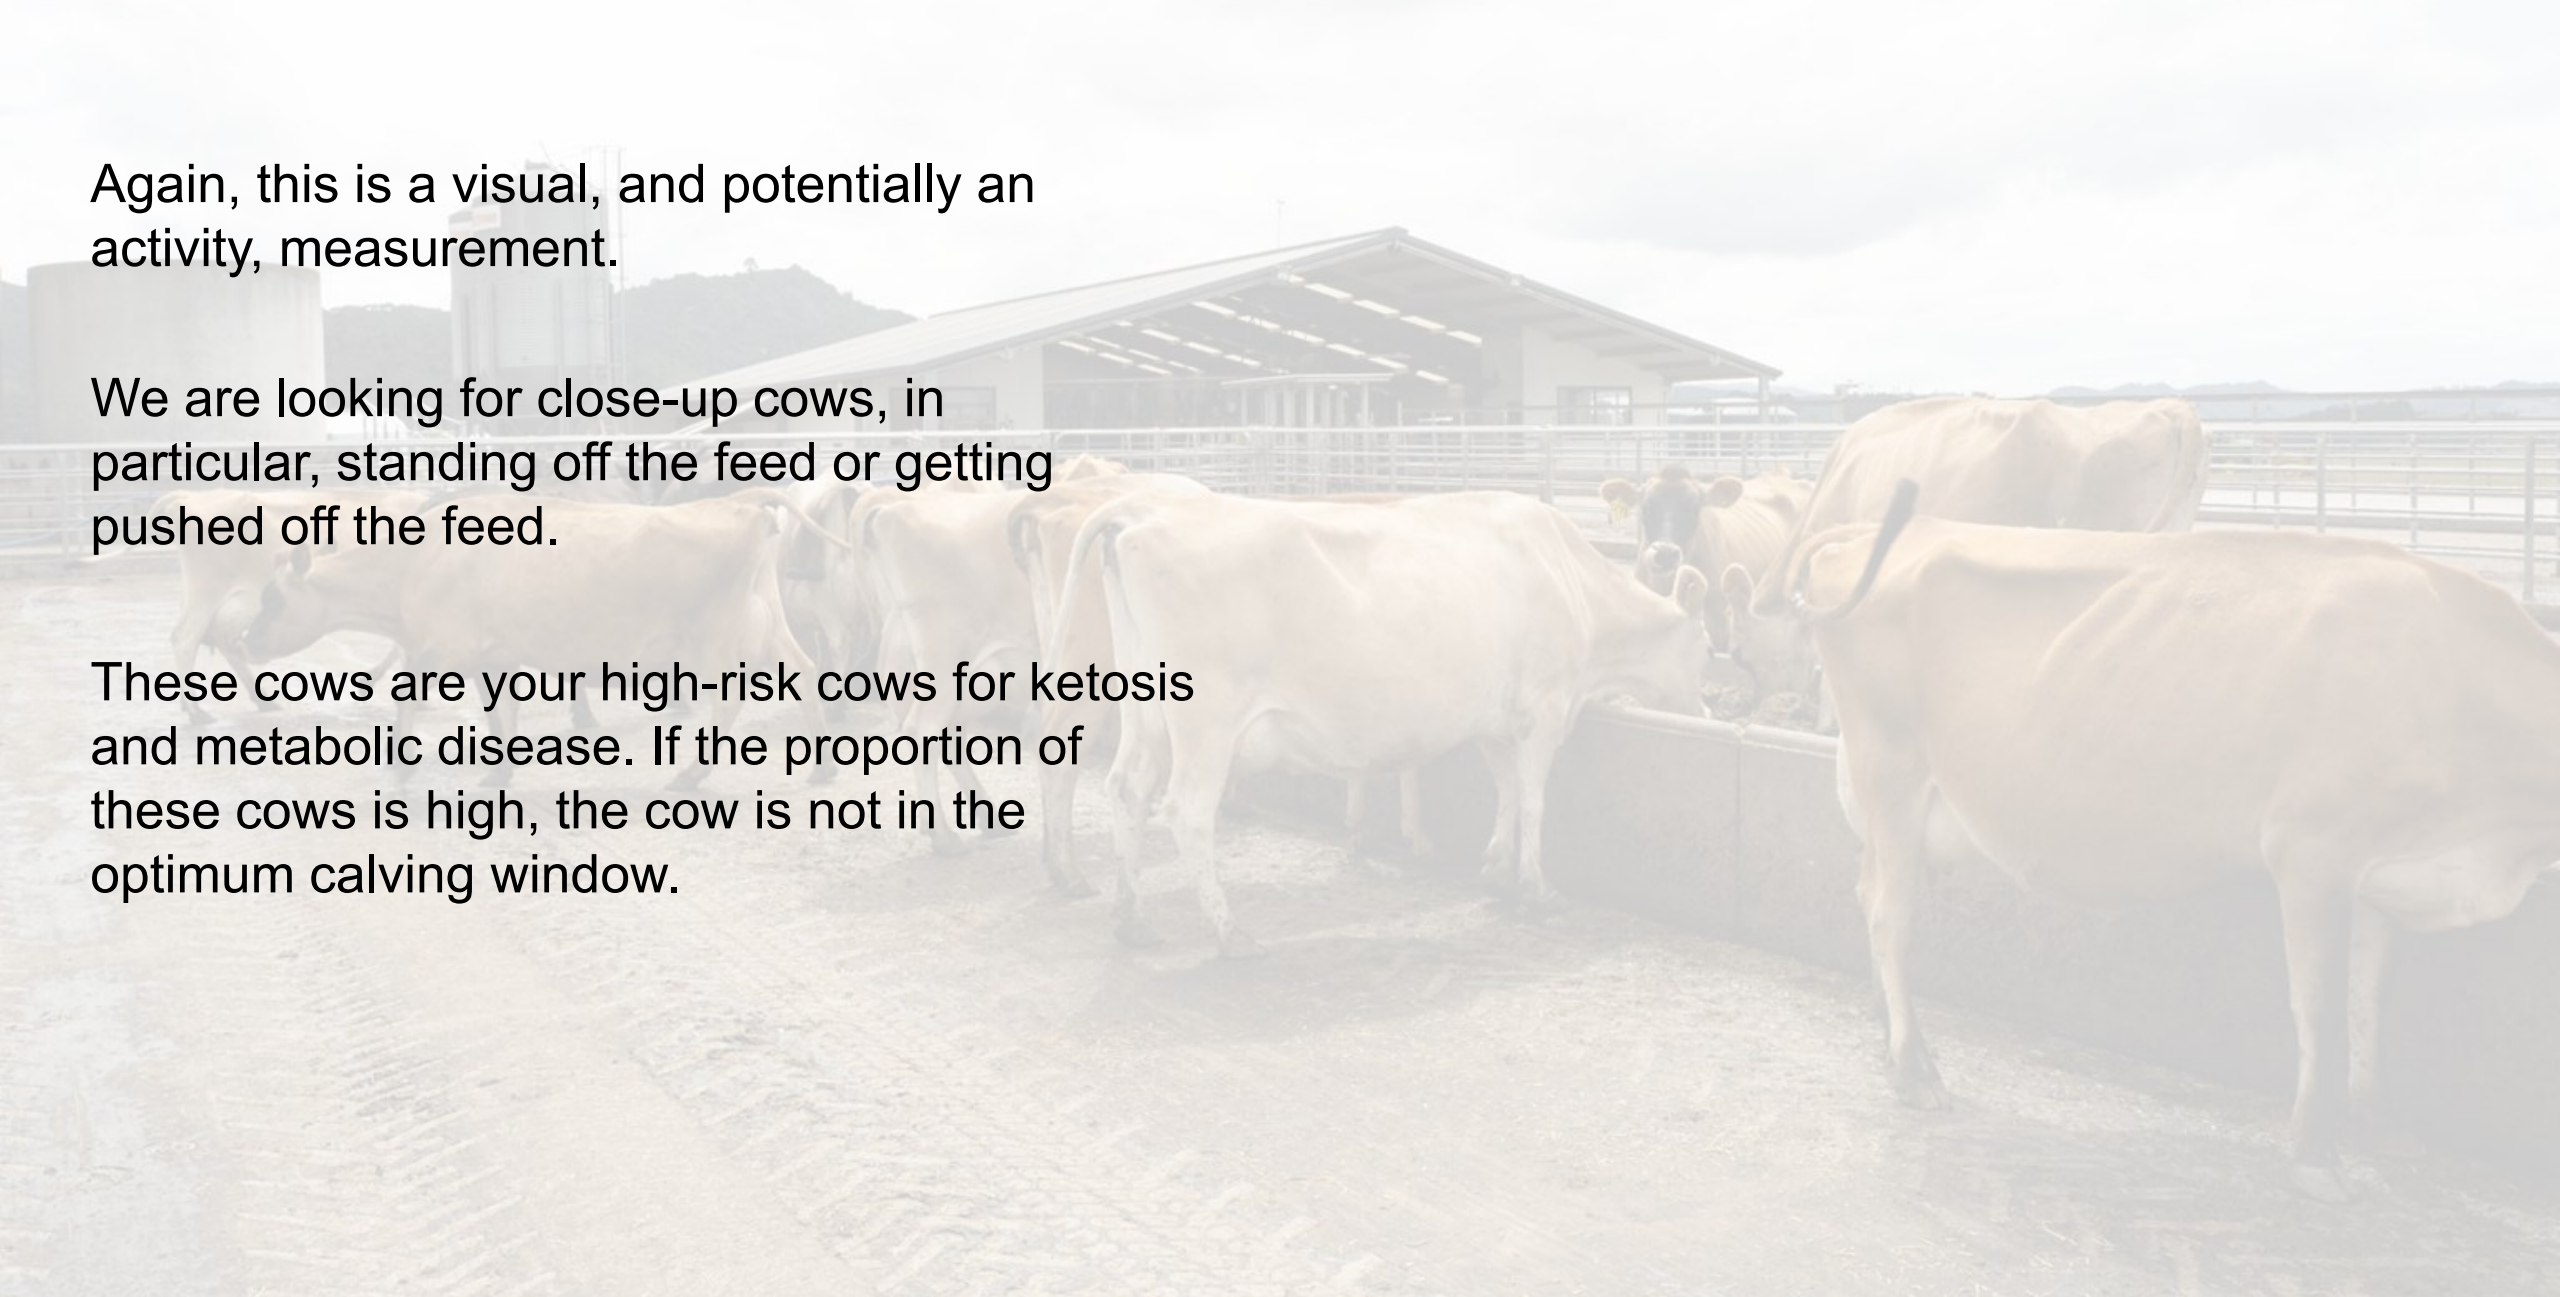 Again, this is a visual, and potentially an
activity, measurement.
We are looking for close-up cows, in
particular, standing off the feed or getting
pushed off the feed.
These cows are your high-risk cows for ketosis
and metabolic disease. If the proportion of
these cows is high, the cow is not in the
optimum calving window.